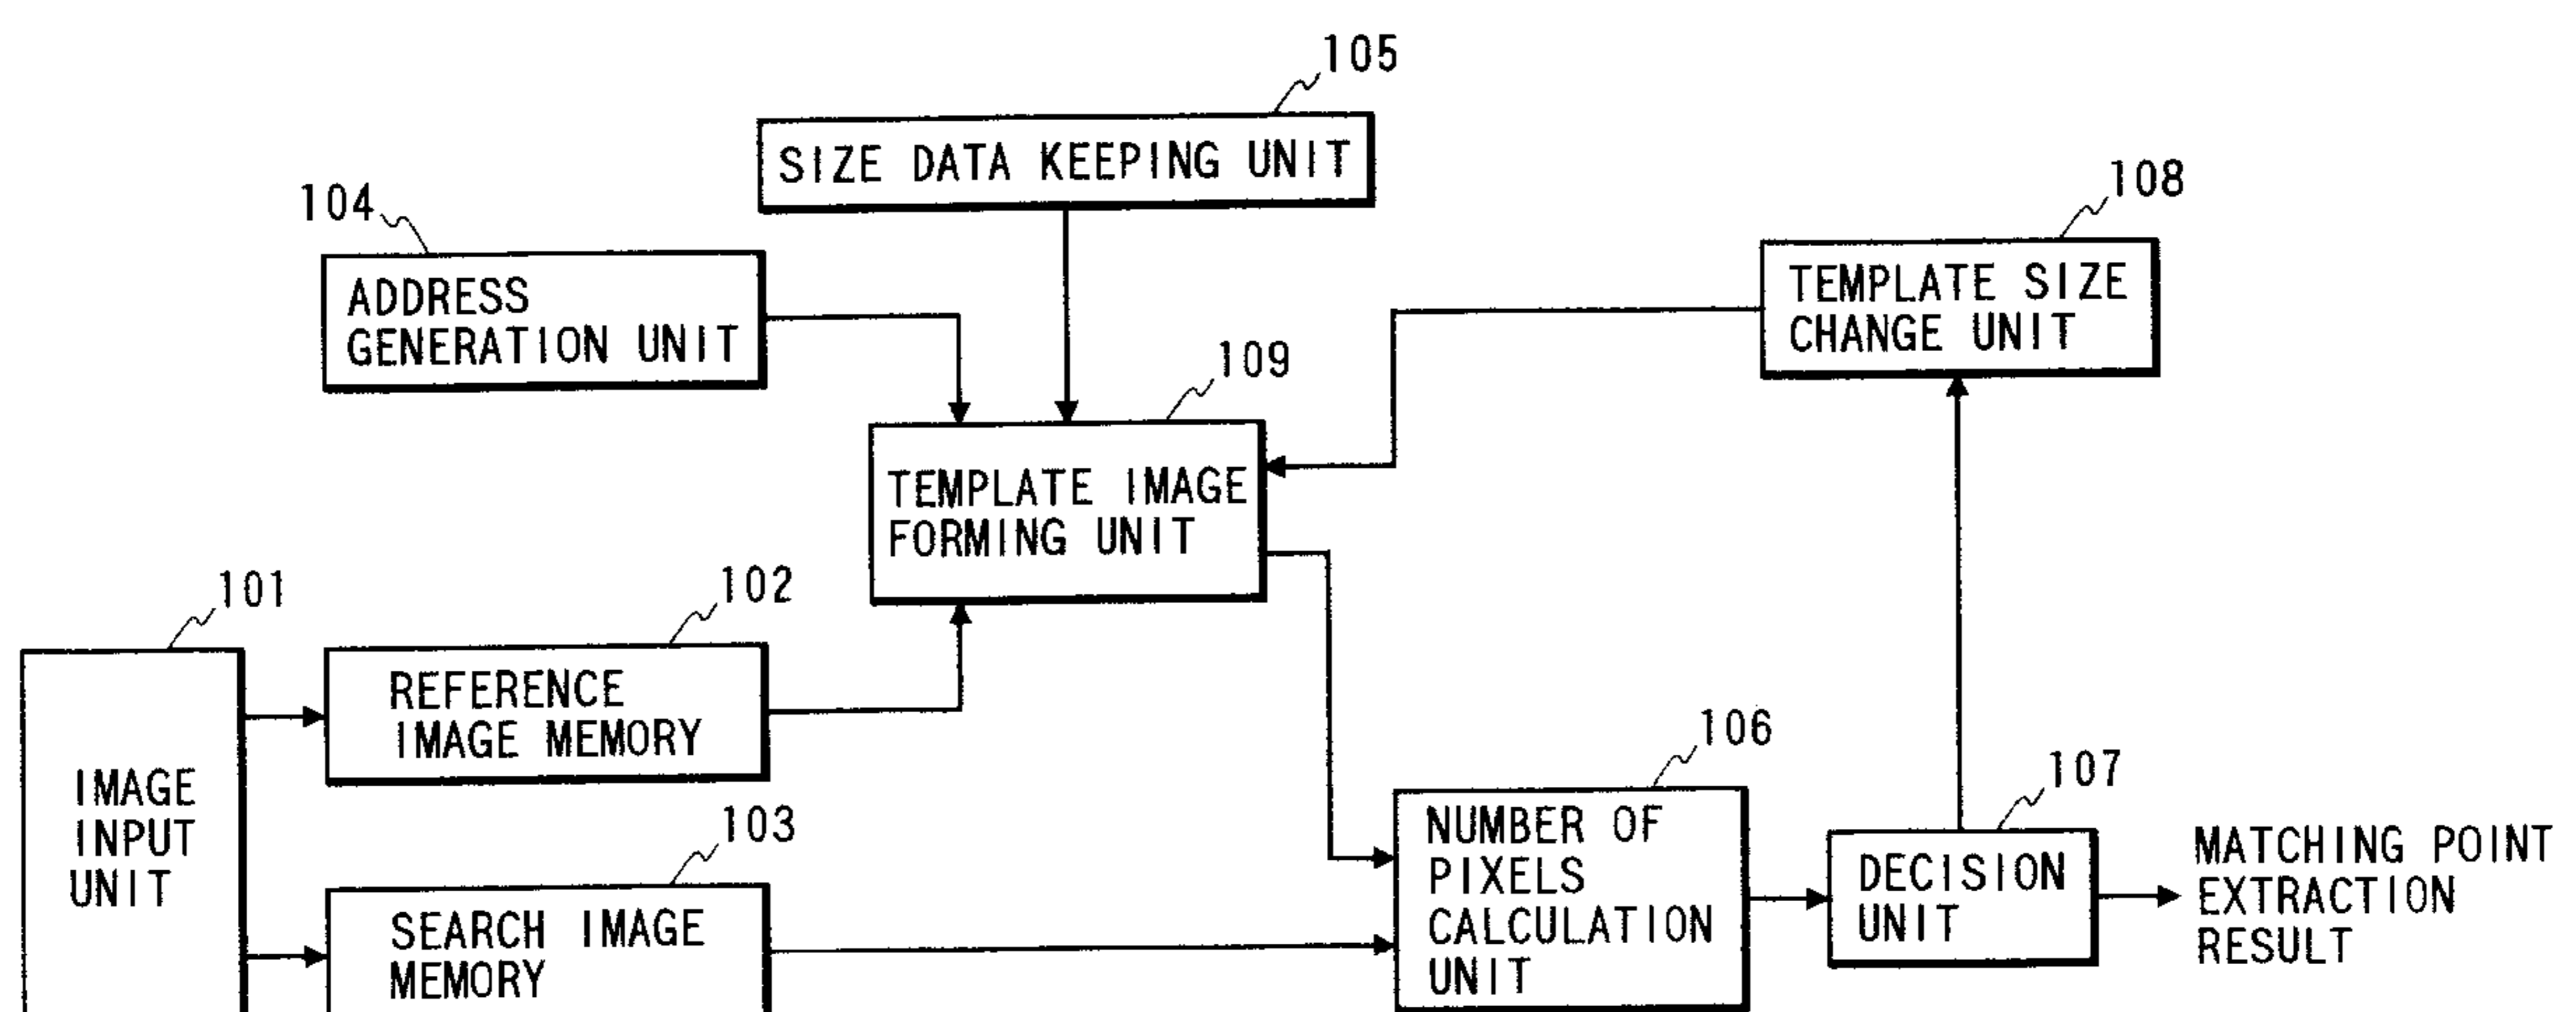 105
SIZE DATA KEEPING UNIT
108
104
TEMPLATE SIZE
CHANGE UNIT
ADDRESS
GENERATION UNIT
109
TEMPLATE IMAGE
FORMING UNIT
101
102
REFERENCE
IMAGE MEMORY
106
107
IMAGE
INPUT
UNIT
103
NUMBER OF
PIXELS
CALCULATION
UNIT
DECISION
UNIT
MATCHING POINT
EXTRACTION
RESULT
SEARCH IMAGE
MEMORY